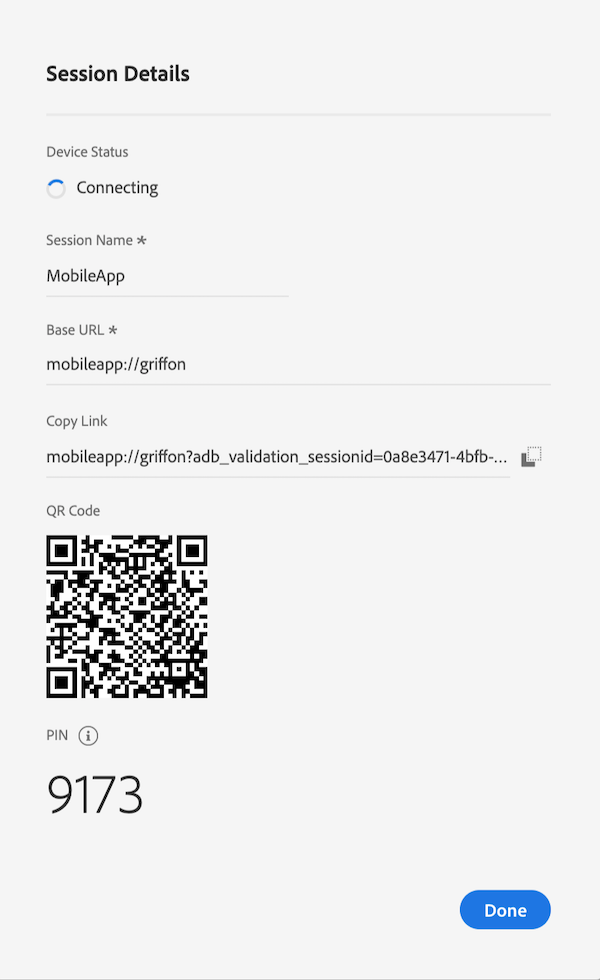 Session Details
Device Status
Connecting
Session Name *
MobileApp
Base URL *
mobileapp://griffon
Copy Link
mobileapp://griffon?adb_validation_sessionid=0a8e3471-4bfb-...
QR Code
PIN i
9173
Done